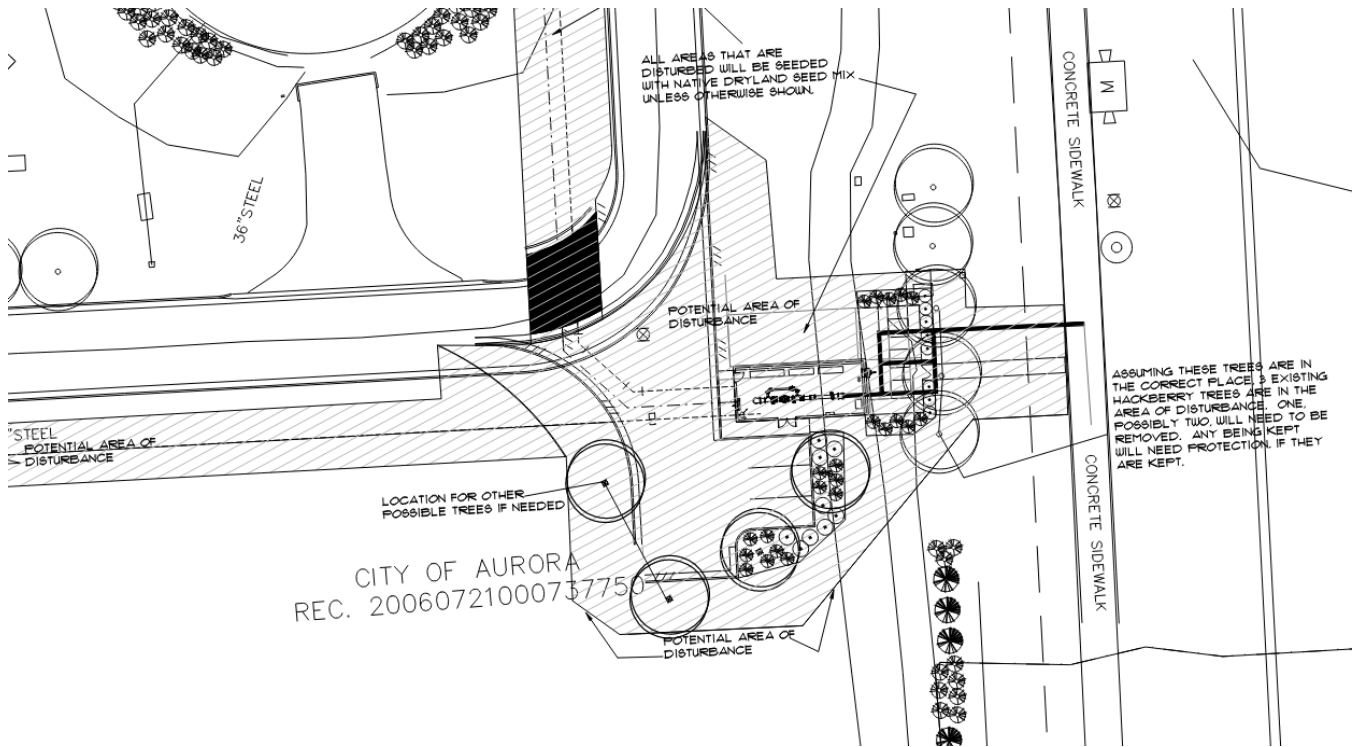 ALL AREAS THAT ARE
DISTURBED WILL BE SEEDED
WITH NATIVE DRYLAND SEED MIX
UNLESS OTHERWISE SHOWN.
CONCRETE SIDEWALK
M
36" STEEL
POTENTIAL AREA OF
DISTURBANCE
ASSUMING THESE TREES ARE IN
THE CORRECT PLACE, 3 EXISTING
HACKBERRY TREES ARE IN THE
AREA OF DISTURBANCE. ONE,
POSSIBLY TWO, WILL NEED TO BE
REMOVED. ANY BEING KEPT
WILL NEED PROTECTION, IF THEY
ARE KEPT.
"STEEL
POTENTIAL AREA OF
DISTURBANCE
LOCATION FOR OTHER
POSSIBLE TREES IF NEEDED
CONCRETE SIDEWALK
CITY OF AURORA
REC. 20060721000737750
POTENTIAL AREA OF
DISTURBANCE